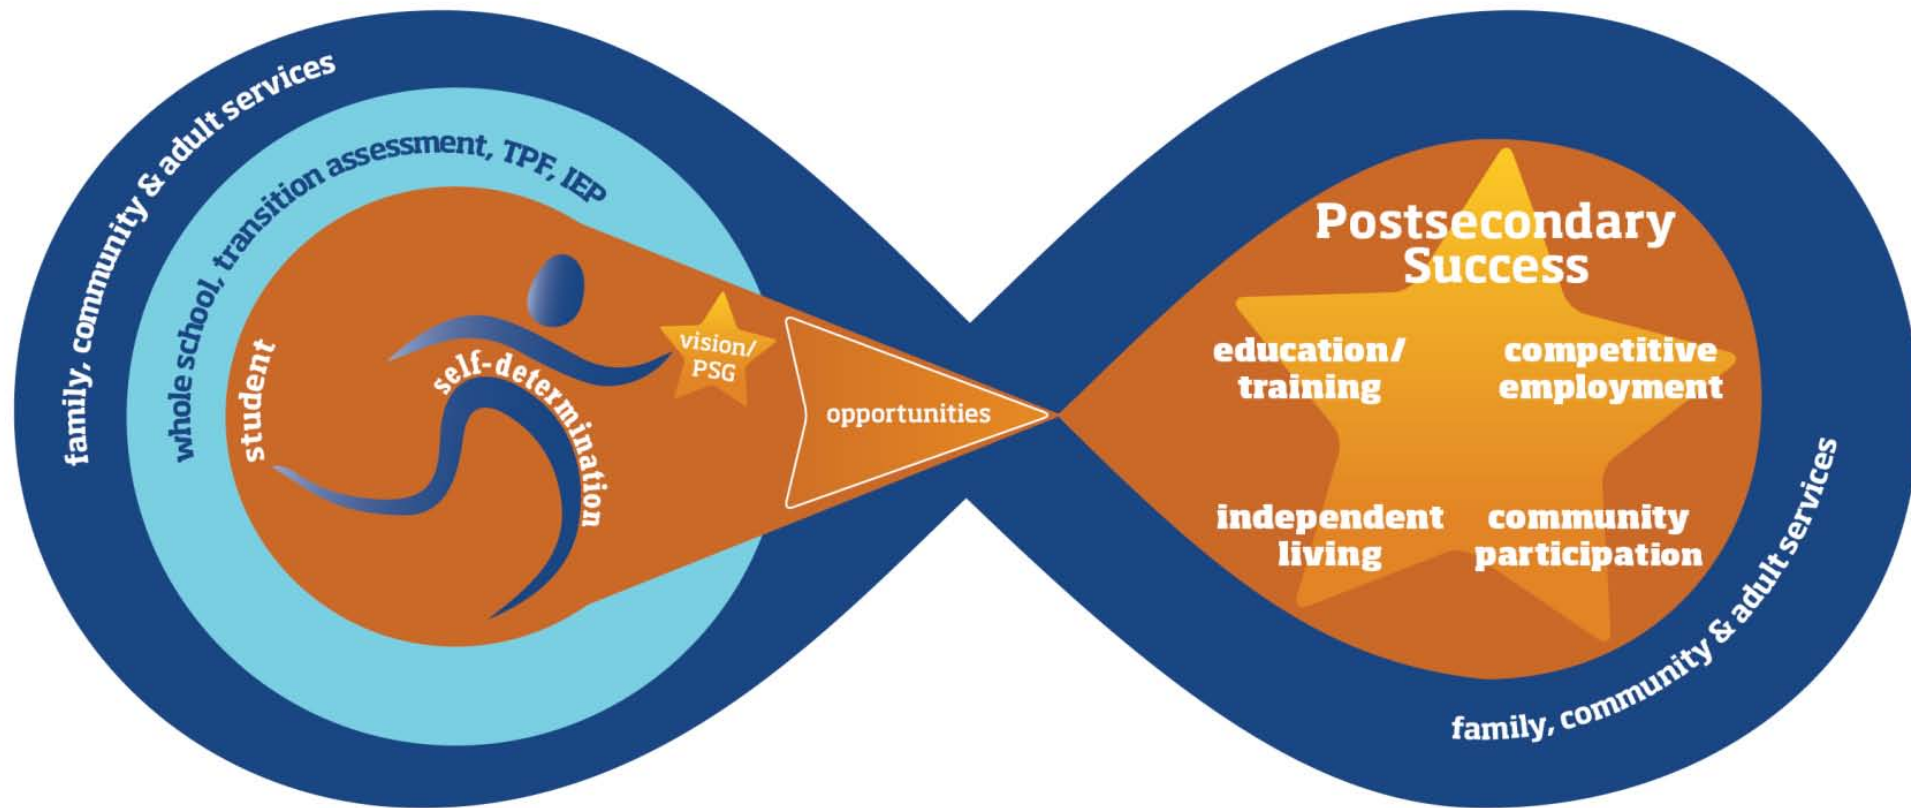 family, community & adult services
whole school, transition assessment, TPF, IEP
student
self-determination
vision/
PSG
opportunities
Postsecondary
Success
education/
training
competitive
employment
independent
living
community
participation
family, community & adult services